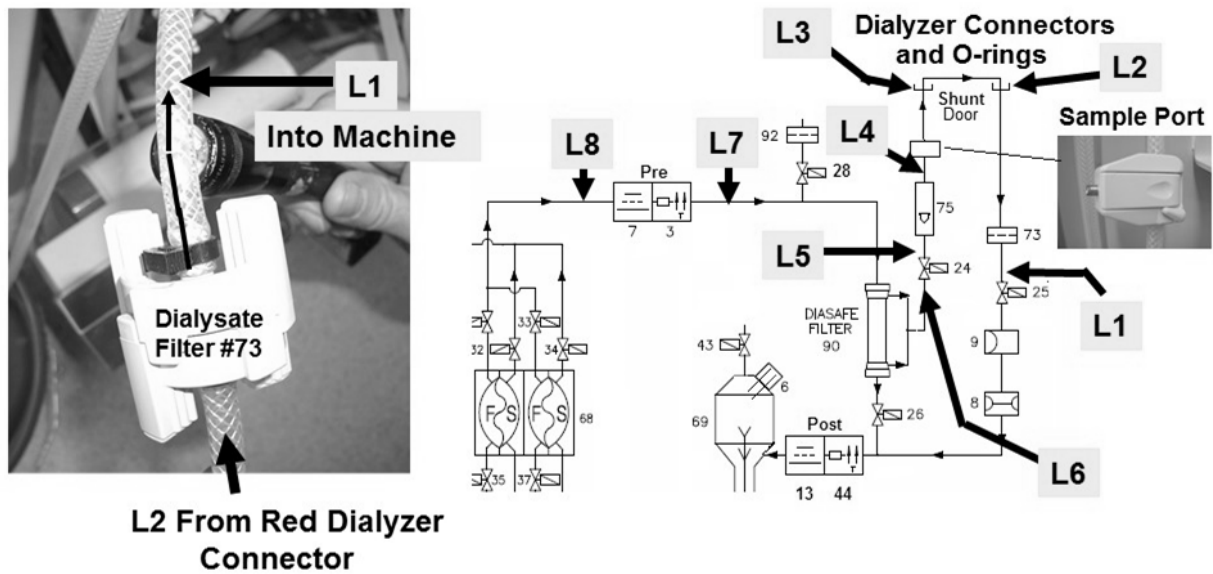 L1
Into Machine
Dialysate
Filter #73
L2 From Red Dialyzer
Connector
Dialyzer Connectors
and O-rings
L3
L2
Shunt
Door
Sample Port
L4
92
28
L8
Pre
L7
7
3
75
73
L5
24
25
L1
DIASAFE
FILTER
90
33
32
34
43
6
9
8
F
S
F
S
68
69
26
Post
L6
35
37
13
44
T
T